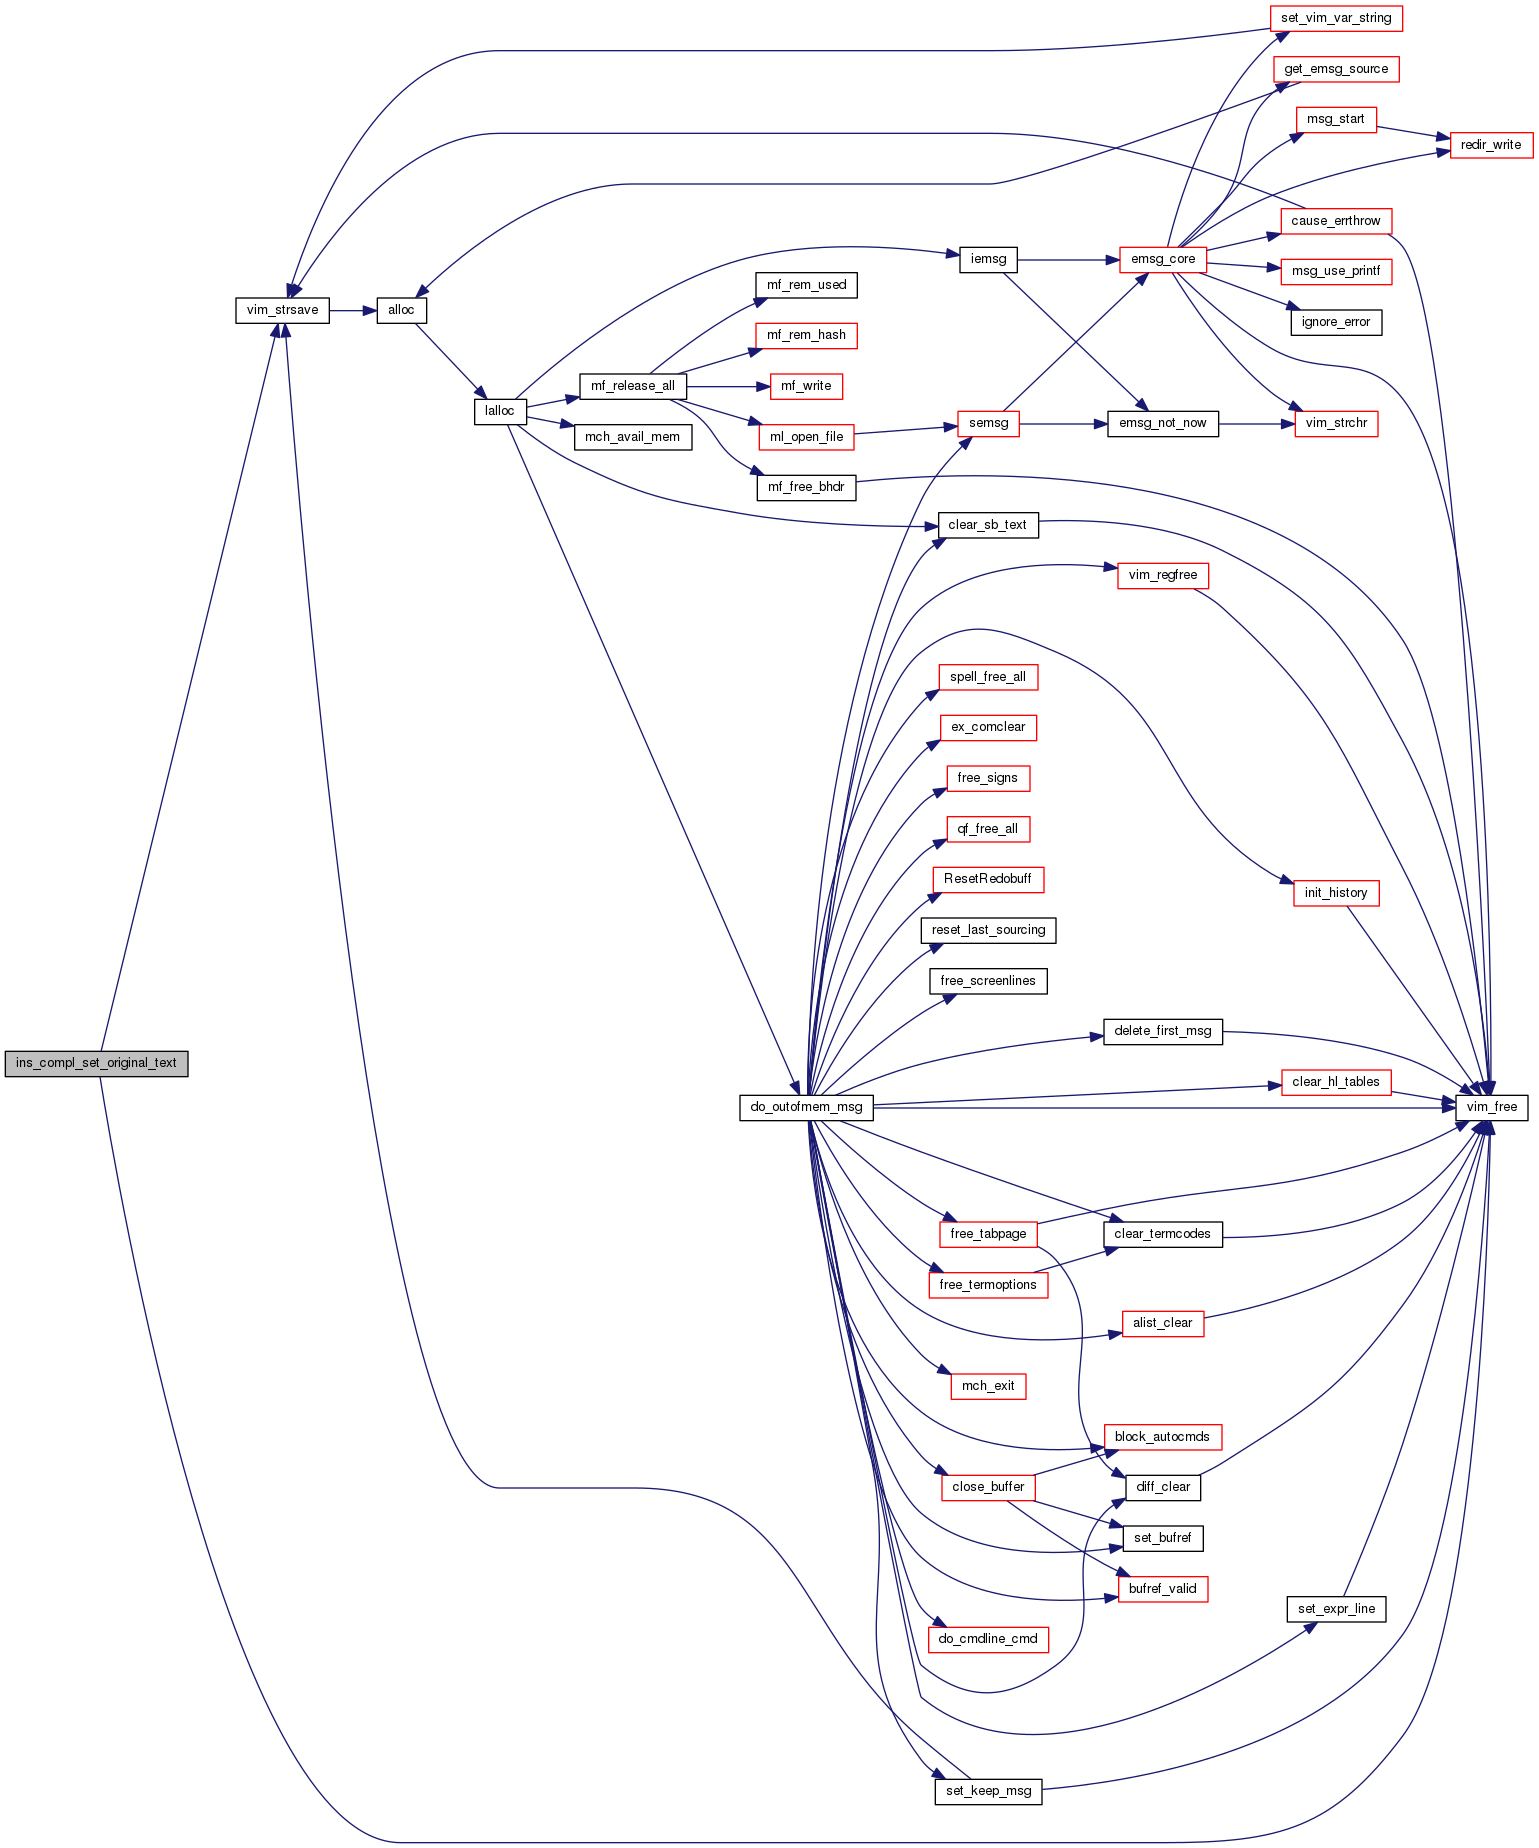 set_vim_var_string
get_emsg_source
msg_start
redir_write
cause_errthrow
iemsg
emsg_core
msg_use_printf
mf_rem_used
vim_strsave
alloc
ignore_error
mf_rem_hash
mf_release_all
mf_write
lalloc
semsg
emsg_not_now
vim_strchr
mch_avail_mem
ml_open_file
mf_free_bhdr
clear_sb_text
vim_regfree
spell_free_all
ex_comclear
free_signs
qf_free_all
ResetRedobuff
init_history
reset_last_sourcing
free_screenlines
delete_first_msg
ins_compl_set_original_text
clear_hl_tables
do_outofmem_msg
vim_free
free_tabpage
clear_termcodes
free_termoptions
alist_clear
mch_exit
block_autocmds
close_buffer
diff_clear
set_bufref
bufref_valid
set_expr_line
do_cmdline_cmd
set_keep_msg